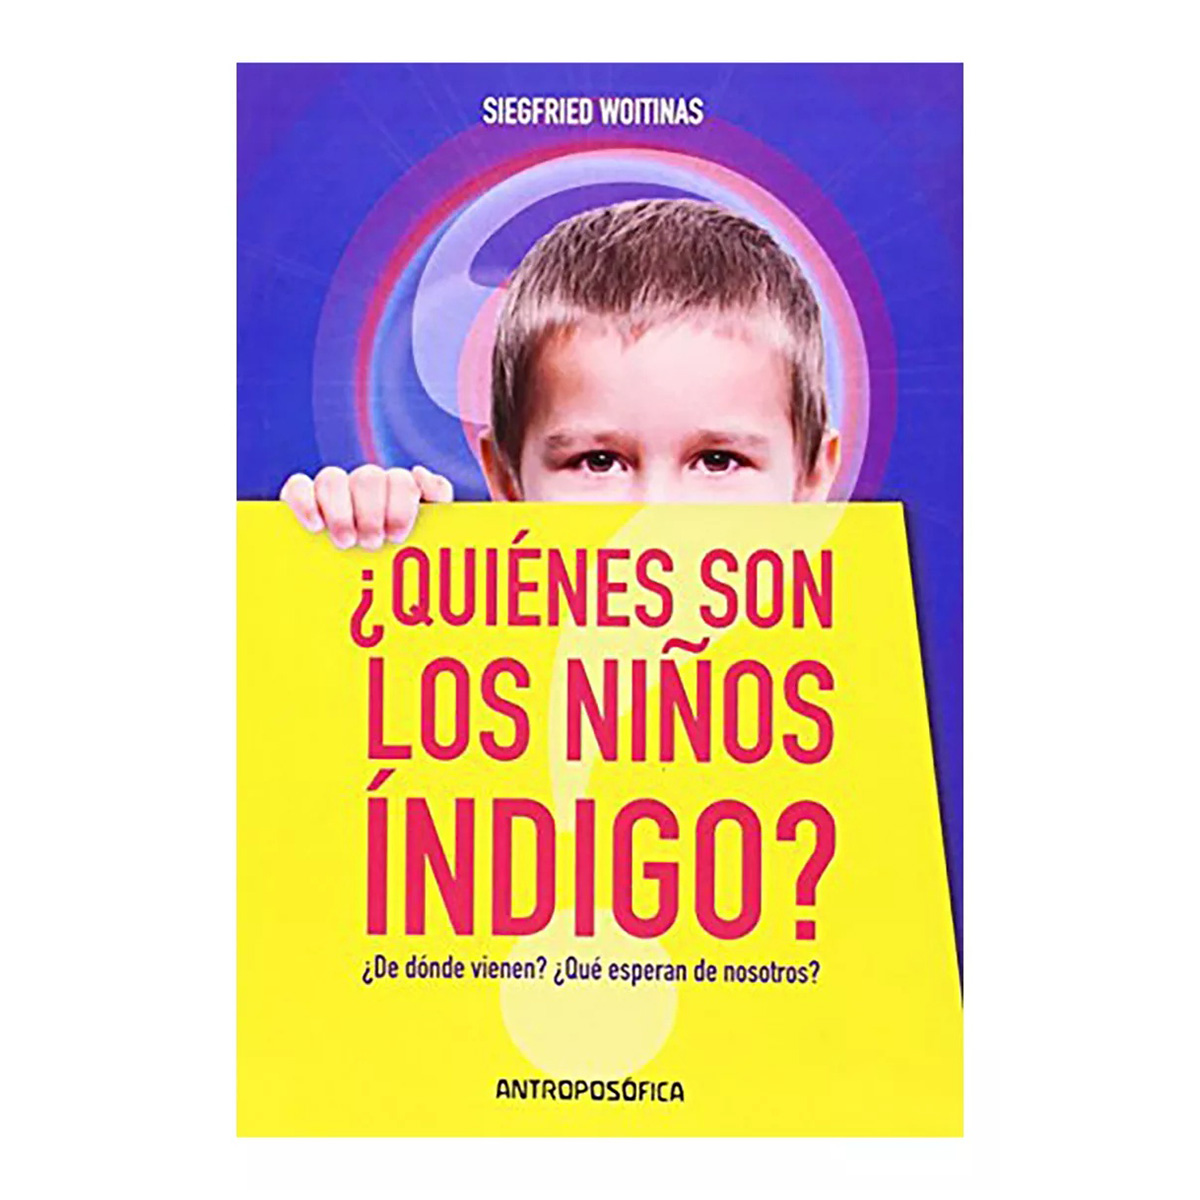 SIEGFRIED WOITINAS
¿QUIÉNES SON
LOS NIÑOS
ÍNDIGO?
¿De dónde vienen? ¿Qué esperan de nosotros?
ANTROPOSÓFICA